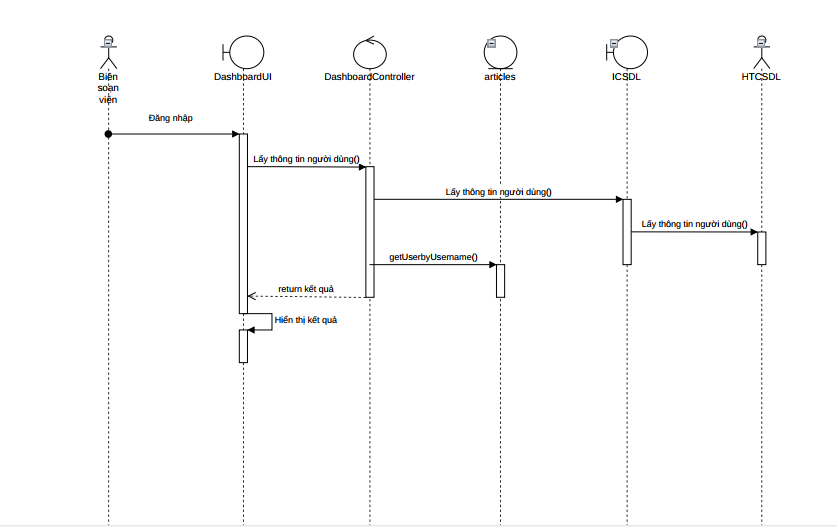 Biên
soạn
viên
DashboardUI
DashboardController
articles
ICSDL
HTCSDL
Đăng nhập
Lấy thông tin người dùng()
Lấy thông tin người dùng()
Lấy thông tin người dùng()
getUserbyUsername()
return kết quả
Hiển thị kết quả